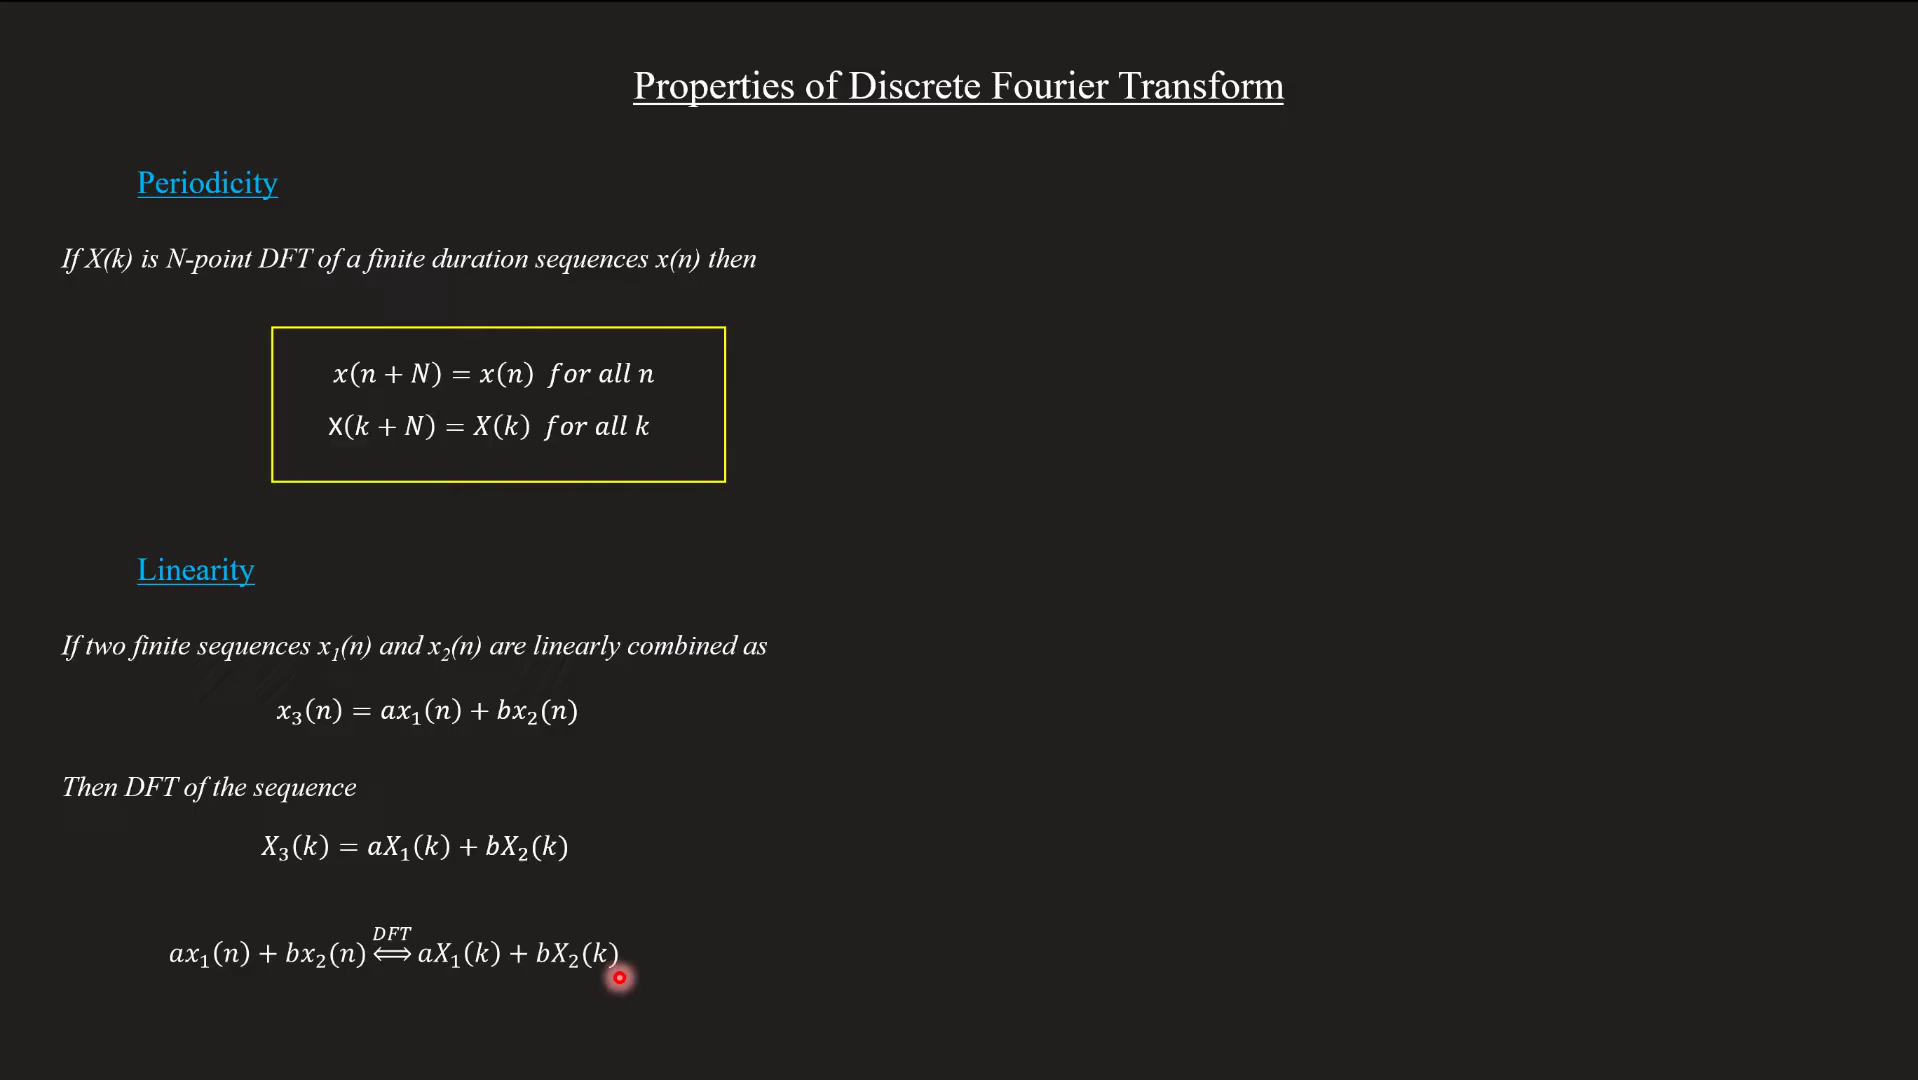 Properties of Discrete Fourier Transform
Periodicity
If X(k) is N-point DFT of a finite duration sequences x(n) then
x(n + N) = x(n) for all n
X(k + N) = X(k) for all k
Linearity
If two finite sequences x₁(n) and x₂(n) are linearly combined as
x₃(n) = ax₁(n) + bx₂(n)
Then DFT of the sequence
X₃(k) = aX₁(k) + bX₂(k)
DFT
ax₁(n) + bx₂(n) ⟺ aX₁(k) + bX₂(k)